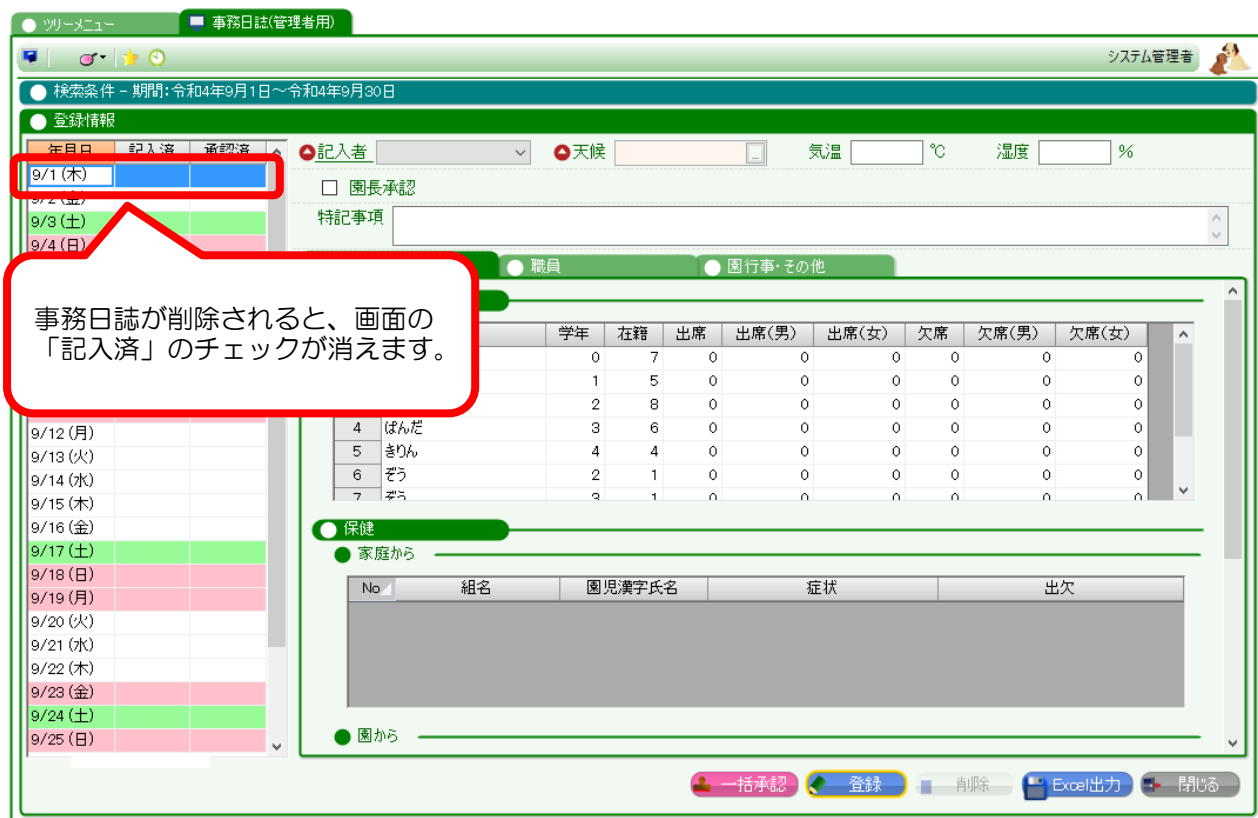 ツリーメニュー
事務日誌(管理者用)
システム管理者
検索条件 － 期間：令和4年9月1日～令和4年9月30日
登録情報
年月日 記入済 承認済
9/1(木)
9/2(金)
9/3(土)
9/4(日)
9/12(月)
9/13(火)
9/14(水)
9/15(木)
9/16(金)
9/17(土)
9/18(日)
9/19(月)
9/20(火)
9/21(水)
9/22(木)
9/23(金)
9/24(土)
9/25(日)
事務日誌が削除されると、画面の
「記入済」のチェックが消えます。
記入者 天候 気温 ℃ 湿度 %
園長承認
特記事項
職員 園行事・その他
学年 在籍 出席 出席(男) 出席(女) 欠席 欠席(男) 欠席(女)
0 7 0 0 0 0 0 0
1 5 0 0 0 0 0 0
2 8 0 0 0 0 0 0
4 ぱんだ 3 6 0 0 0 0 0 0
5 きりん 4 4 0 0 0 0 0 0
6 ぞう 2 1 0 0 0 0 0 0
7 ぞう 3 1 0 0 0 0 0 0
保健
家庭から
No 組名 園児漢字氏名 症状 出欠
園から
一括承認 登録 削除 Excel出力 閉じる